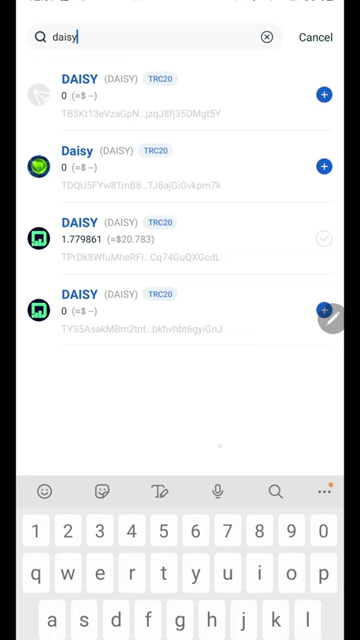 daisy
Cancel
DAISY (DAISY) TRC20
0 (≈$ --)
TB5Kt13eVzaGpN...jzqJ8fj35DMgt5Y
Daisy (DAISY) TRC20
0 (≈$ --)
TDQU5FYw8TmB8...TJ8ajGiGvkpm7k
DAISY (DAISY) TRC20
1.779861 (≈$20.783)
TPrDk8WfuMheRFi...Cq74GuQXGcdL
DAISY (DAISY) TRC20
0 (≈$ --)
TYS5AsakMBm2tnt...bkhvhbt6gyiGnJ
1 2 3 4 5 6 7 8 9 0
q w e r t y u i o p
a s d f g h j k l